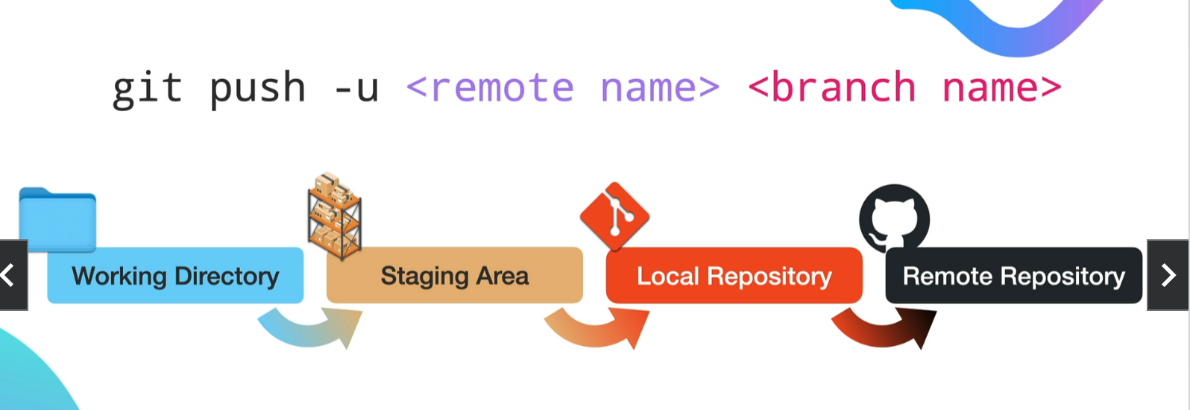 git push -u <remote name> <branch name>
Working Directory
Staging Area
Local Repository
Remote Repository